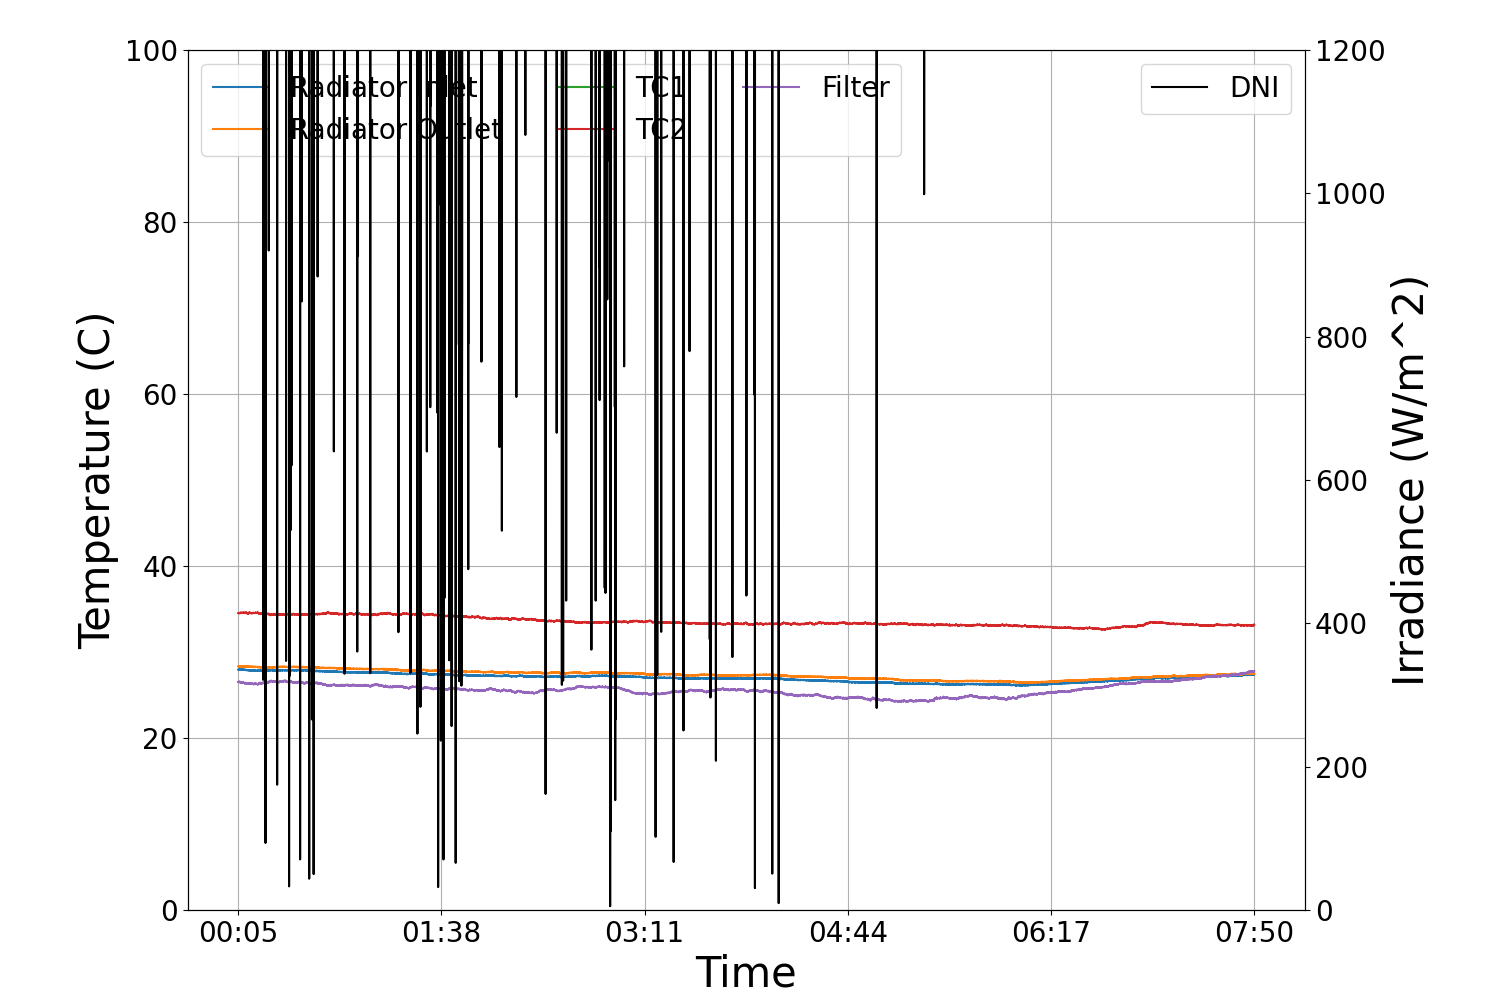 100
80
60
40
20
0
Temperature (C)
Radiator Inlet
Radiator Outlet
TC1
TC2
Filter
DNI
1200
1000
800
600
400
200
0
Irradiance (W/m^2)
00:05 01:38 03:11 04:44 06:17 07:50
Time